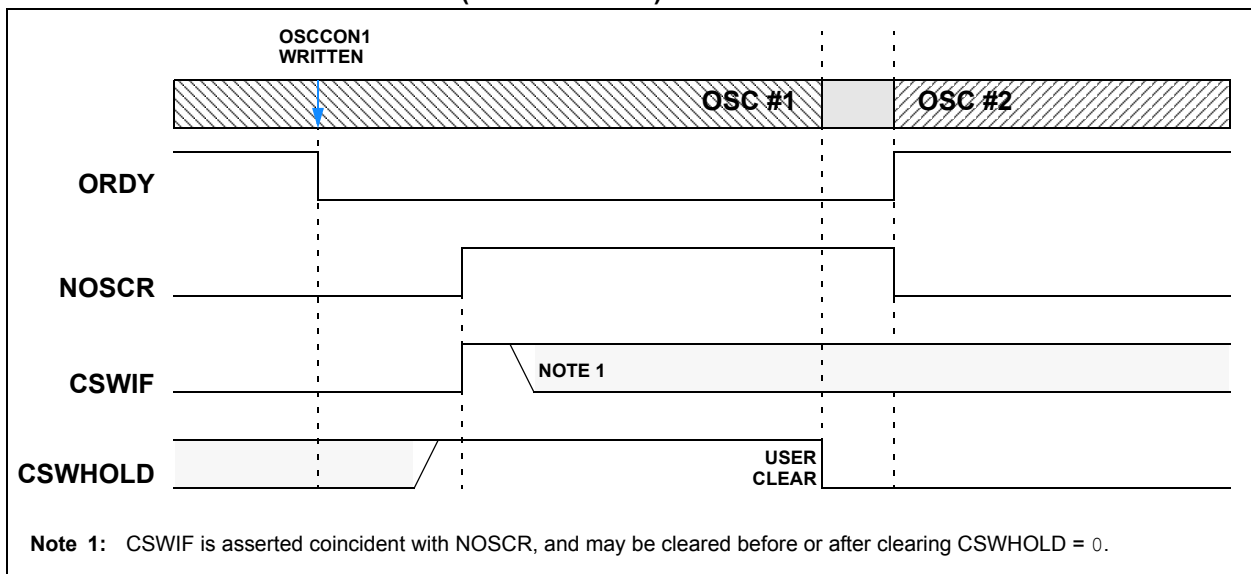 OSCCON1
WRITTEN
OSC #1
OSC #2
ORDY
NOSCR
CSWIF
NOTE 1
CSWHOLD
USER
CLEAR
Note 1: CSWIF is asserted coincident with NOSCR, and may be cleared before or after clearing CSWHOLD = 0.